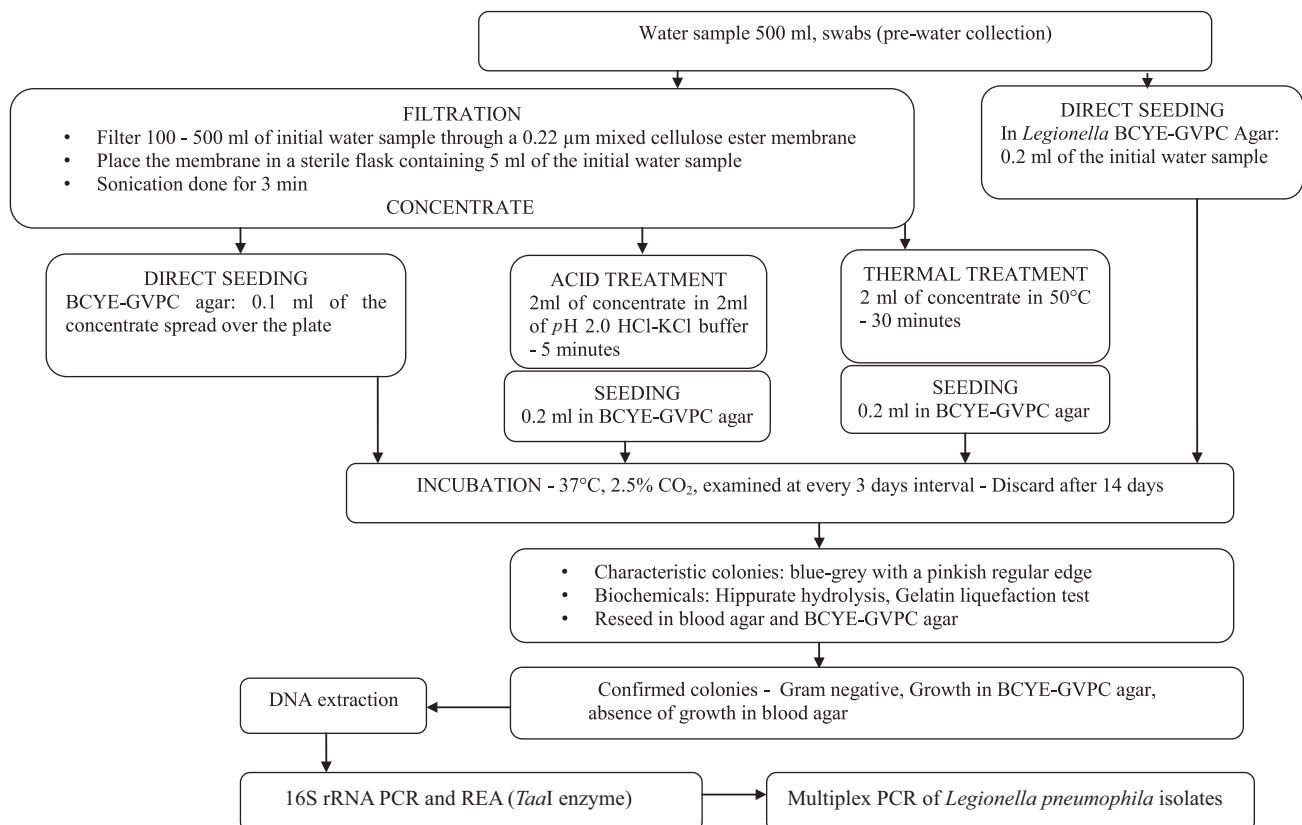 Water sample 500 ml, swabs (pre-water collection)
FILTRATION
• Filter 100 - 500 ml of initial water sample through a 0.22 µm mixed cellulose ester membrane
• Place the membrane in a sterile flask containing 5 ml of the initial water sample
• Sonication done for 3 min
CONCENTRATE
DIRECT SEEDING
In Legionella BCYE-GVPC Agar:
0.2 ml of the initial water sample
DIRECT SEEDING
BCYE-GVPC agar: 0.1 ml of the
concentrate spread over the plate
ACID TREATMENT
2ml of concentrate in 2ml
of pH 2.0 HCl-KCl buffer
- 5 minutes
THERMAL TREATMENT
2 ml of concentrate in 50°C
- 30 minutes
SEEDING
0.2 ml in BCYE-GVPC agar
SEEDING
0.2 ml in BCYE-GVPC agar
INCUBATION - 37°C, 2.5% CO₂, examined at every 3 days interval - Discard after 14 days
• Characteristic colonies: blue-grey with a pinkish regular edge
• Biochemicals: Hippurate hydrolysis, Gelatin liquefaction test
• Reseed in blood agar and BCYE-GVPC agar
Confirmed colonies - Gram negative, Growth in BCYE-GVPC agar,
absence of growth in blood agar
DNA extraction
16S rRNA PCR and REA (TaaI enzyme)
Multiplex PCR of Legionella pneumophila isolates